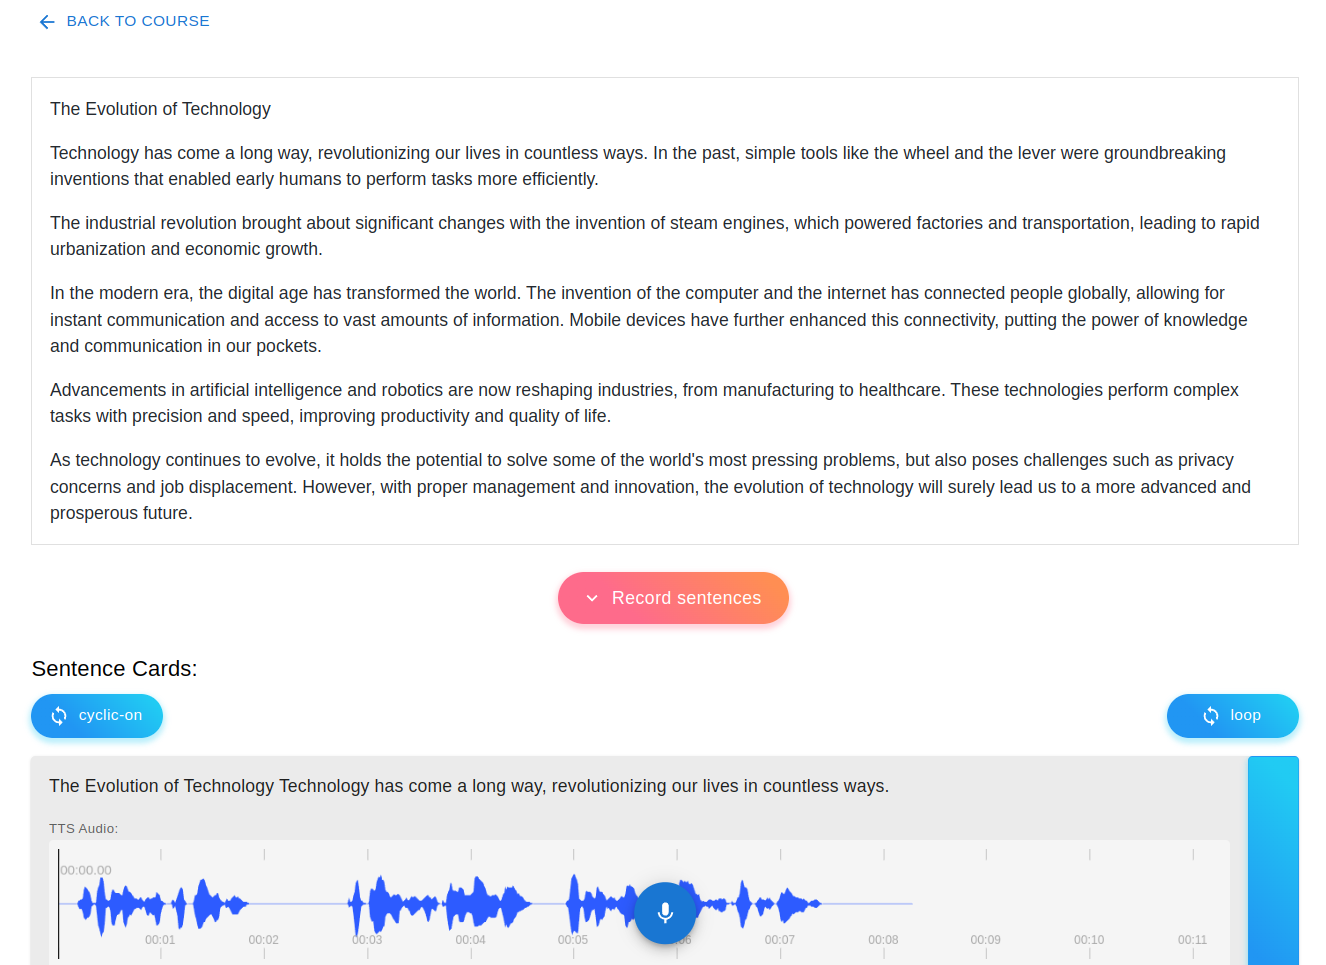 BACK TO COURSE
The Evolution of Technology
Technology has come a long way, revolutionizing our lives in countless ways. In the past, simple tools like the wheel and the lever were groundbreaking
inventions that enabled early humans to perform tasks more efficiently.
The industrial revolution brought about significant changes with the invention of steam engines, which powered factories and transportation, leading to rapid
urbanization and economic growth.
In the modern era, the digital age has transformed the world. The invention of the computer and the internet has connected people globally, allowing for
instant communication and access to vast amounts of information. Mobile devices have further enhanced this connectivity, putting the power of knowledge
and communication in our pockets.
Advancements in artificial intelligence and robotics are now reshaping industries, from manufacturing to healthcare. These technologies perform complex
tasks with precision and speed, improving productivity and quality of life.
As technology continues to evolve, it holds the potential to solve some of the world's most pressing problems, but also poses challenges such as privacy
concerns and job displacement. However, with proper management and innovation, the evolution of technology will surely lead us to a more advanced and
prosperous future.
Record sentences
Sentence Cards:
cyclic-on
loop
The Evolution of Technology Technology has come a long way, revolutionizing our lives in countless ways.
TTS Audio:
00:00.00
00:01 00:02 00:03 00:04 00:05 00:07 00:08 00:09 00:10 00:11